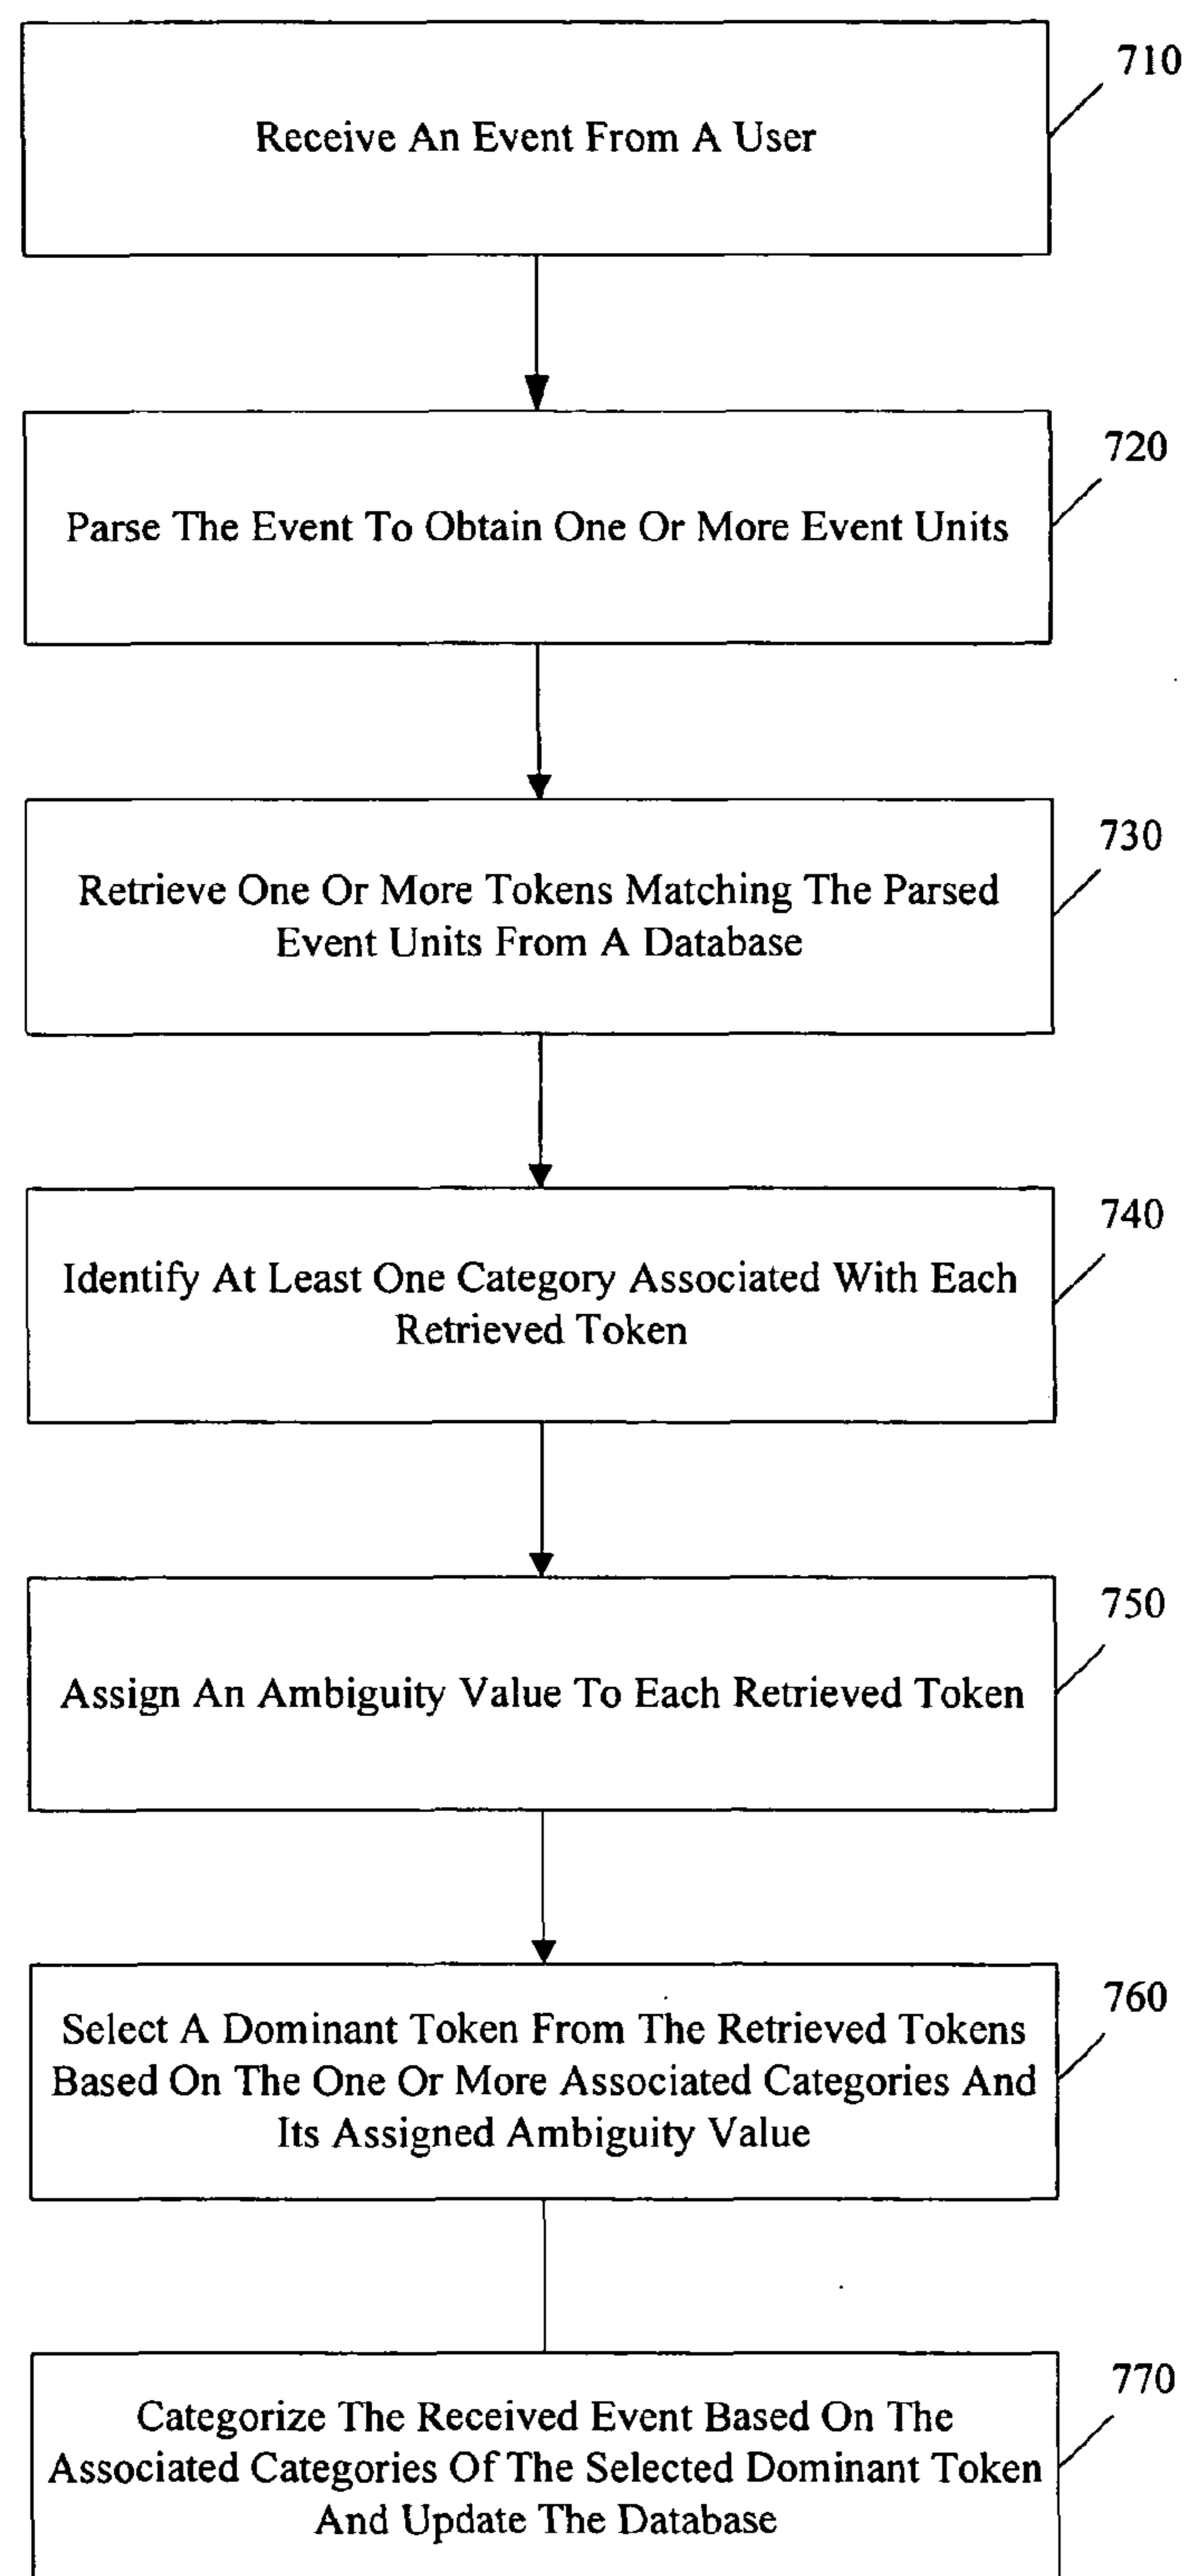 710
Receive An Event From A User
720
Parse The Event To Obtain One Or More Event Units
730
Retrieve One Or More Tokens Matching The Parsed
Event Units From A Database
740
Identify At Least One Category Associated With Each
Retrieved Token
750
Assign An Ambiguity Value To Each Retrieved Token
760
Select A Dominant Token From The Retrieved Tokens
Based On The One Or More Associated Categories And
Its Assigned Ambiguity Value
770
Categorize The Received Event Based On The
Associated Categories Of The Selected Dominant Token
And Update The Database